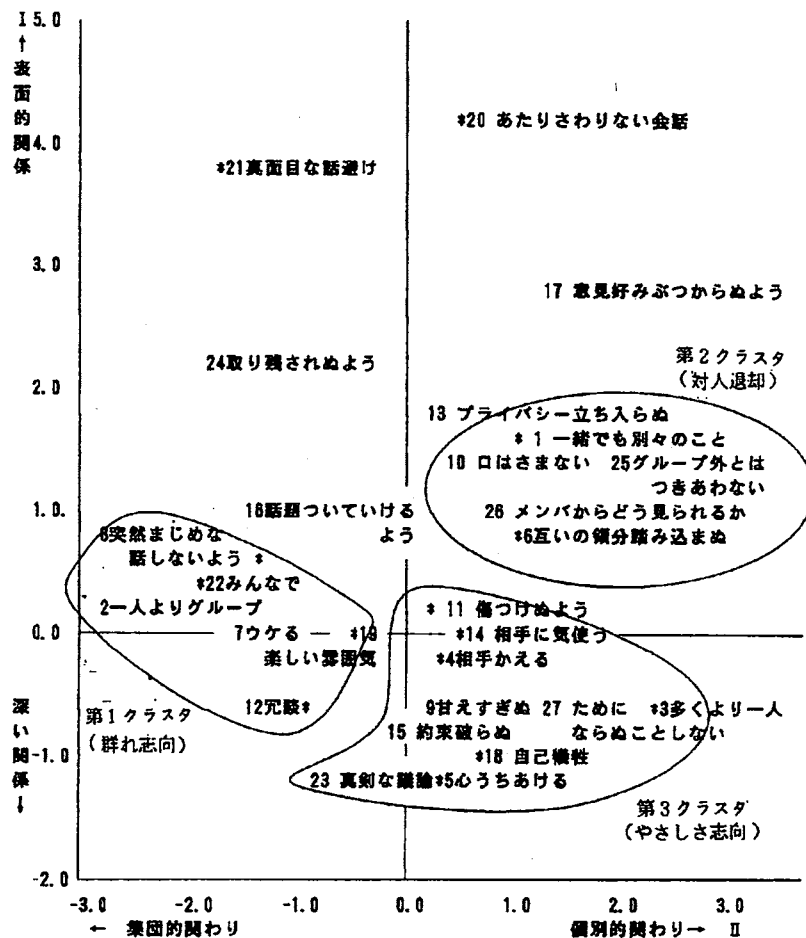 I 5.0
↑
表
面
的
関 4.0
係
*20 あたりさわりない会話
*21真面目な話避け
3.0
17 意見好みぶつからぬよう
24取り残されぬよう
第2クラスタ
(対人退却)
2.0
13 プライバシー立ち入らぬ
* 1 一緒でも別々のこと
10 口はさまない 25グループ外とは
つきあわない
1.0
16話題ついていける
よう
26 メンバからどう見られるか
*6互いの領分踏み込まぬ
8突然まじめな
話しないよう *
*22みんなで
2一人よりグループ
* 11 傷つけぬよう
0.0
7ウケる *19
楽しい雰囲気
*14 相手に気使う
*4相手かえる
12冗談*
9甘えすぎぬ 27 ために *3多くより一人
ならぬことしない
15 約束破らぬ
第1クラスタ
(群れ志向)
深
い
関 -1.0
係
↓
*18 自己犠牲
23 真剣な議論*5心うちあける
第3クラスタ
(やさしさ志向)
-2.0
-3.0 -2.0 -1.0 0.0 1.0 2.0 3.0
← 集団的関わり 個別的関わり→ II